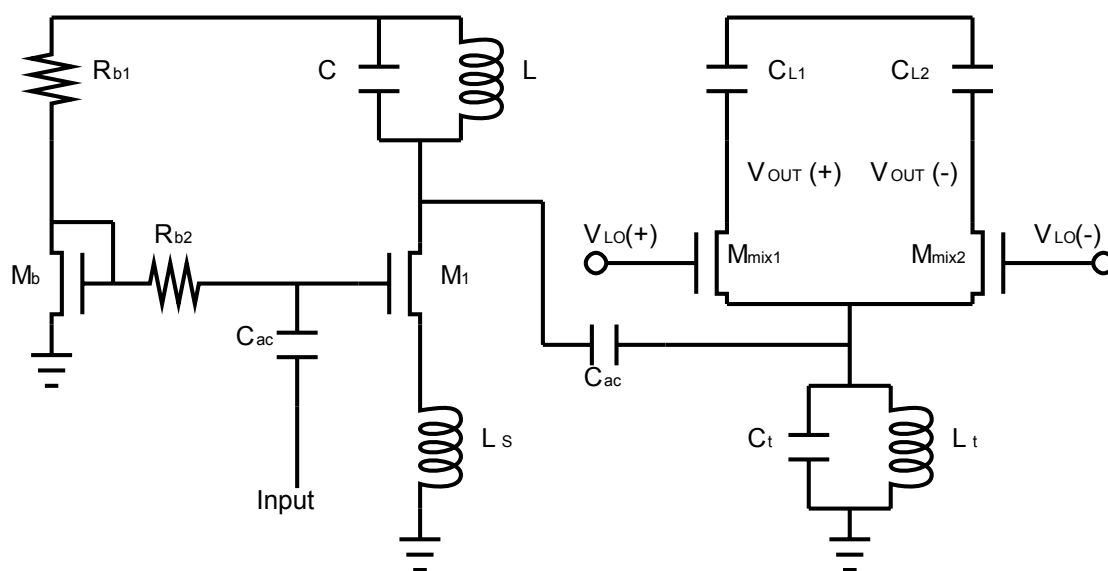 Rb1
C
L
CL1
CL2
VOUT (+)
VOUT (-)
Rb2
VLO(+)
VLO(-)
Mb
M1
Mmix1
Mmix2
Cac
Cac
Ct
Lt
LS
Input